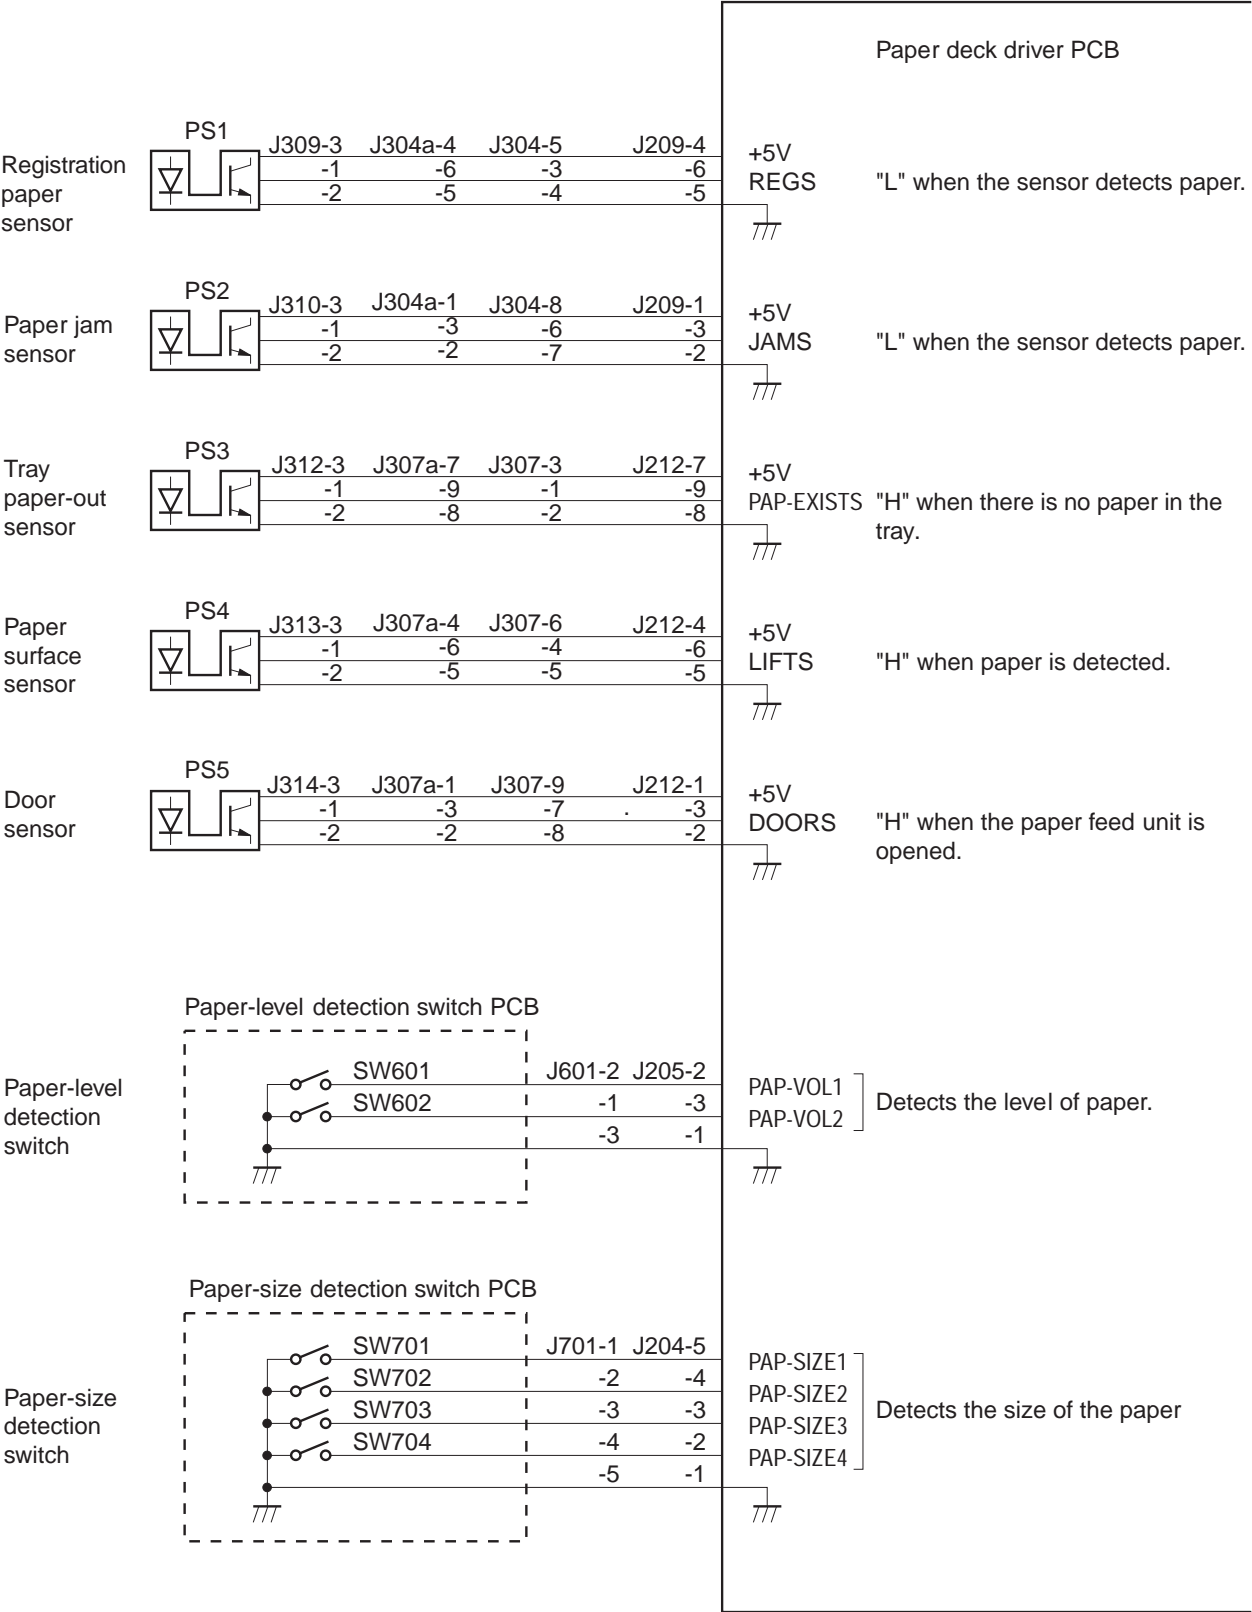 Paper deck driver PCB
PS1
Registration
paper
sensor
J309-3 J304a-4 J304-5 J209-4
-1 -6 -3 -6
-2 -5 -4 -5
+5V
REGS "L" when the sensor detects paper.
PS2
Paper jam
sensor
J310-3 J304a-1 J304-8 J209-1
-1 -3 -6 -3
-2 -2 -7 -2
+5V
JAMS "L" when the sensor detects paper.
PS3
Tray
paper-out
sensor
J312-3 J307a-7 J307-3 J212-7
-1 -9 -1 -9
-2 -8 -2 -8
+5V
PAP-EXISTS "H" when there is no paper in the
tray.
PS4
Paper
surface
sensor
J313-3 J307a-4 J307-6 J212-4
-1 -6 -4 -6
-2 -5 -5 -5
+5V
LIFTS "H" when paper is detected.
PS5
Door
sensor
J314-3 J307a-1 J307-9 J212-1
-1 -3 -7 . -3
-2 -2 -8 -2
+5V
DOORS "H" when the paper feed unit is
opened.
Paper-level detection switch PCB
Paper-level
detection
switch
SW601 J601-2 J205-2
SW602 -1 -3
-3 -1
PAP-VOL1
PAP-VOL2
Detects the level of paper.
Paper-size detection switch PCB
Paper-size
detection
switch
SW701 J701-1 J204-5
SW702 -2 -4
SW703 -3 -3
SW704 -4 -2
-5 -1
PAP-SIZE1
PAP-SIZE2
PAP-SIZE3
PAP-SIZE4
Detects the size of the paper